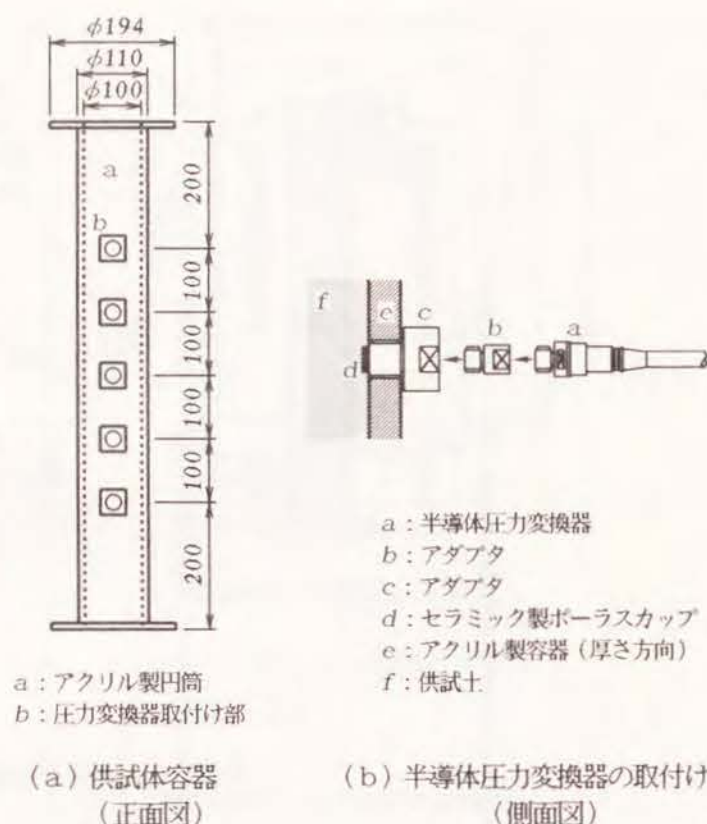 φ194
φ110
φ100
a
b
200
100
100
100
100
200
a：アクリル製円筒
b：圧力変換器取付け部
(a) 供試体容器
(正面図)
f
e
c
b
a
d
a：半導体圧力変換器
b：アダプタ
c：アダプタ
d：セラミック製ポーラスカップ
e：アクリル製容器（厚さ方向）
f：供試土
(b) 半導体圧力変換器の取付け
(側面図)